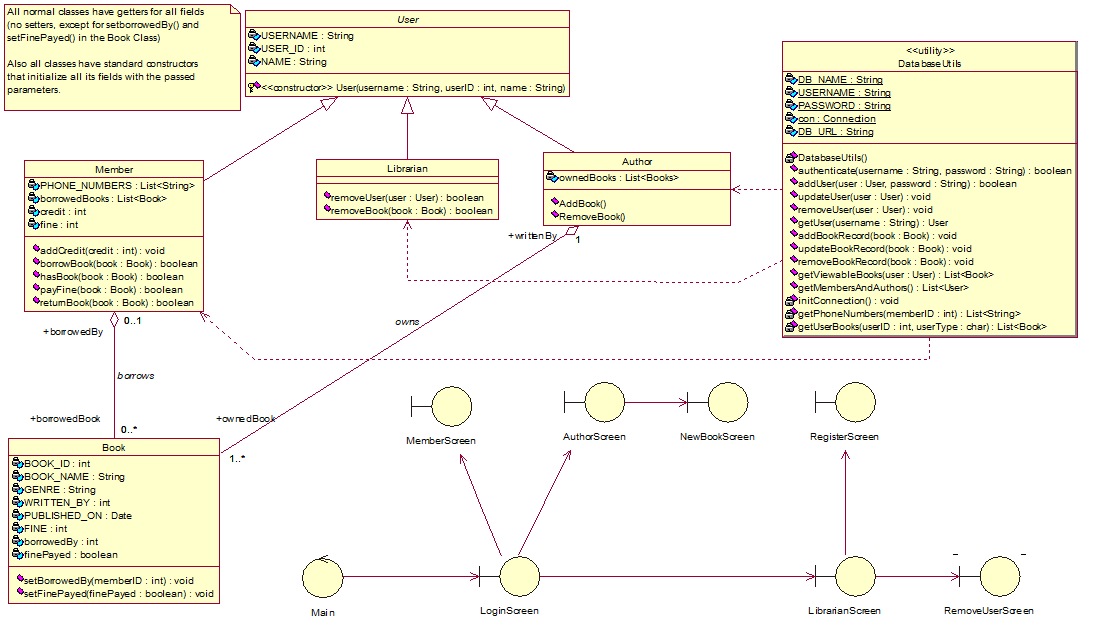 All normal classes have getters for all fields
(no setters, except for setborrowedBy() and
setFinePayed() in the Book Class)
Also all classes have standard constructors
that initialize all its fields with the passed
parameters.
User
USERNAME : String
USER_ID : int
NAME : String
<<constructor>> User(username : String, userID : int, name : String)
<<utility>>
DatabaseUtils
DB_NAME : String
USERNAME : String
PASSWORD : String
con : Connection
DB_URL : String
DatabaseUtils()
authenticate(username : String, password : String) : boolean
addUser(user : User, password : String) : boolean
updateUser(user : User) : void
removeUser(user : User) : void
getUser(username : String) : User
addBookRecord(book : Book) : void
updateBookRecord(book : Book) : void
removeBookRecord(book : Book) : void
getViewableBooks(user : User) : List<Book>
getMembersAndAuthors() : List<User>
initConnection() : void
getPhoneNumbers(memberID : int) : List<String>
getUserBooks(userID : int, userType : char) : List<Book>
Member
PHONE_NUMBERS : List<String>
borrowedBooks : List<Book>
credit : int
fine : int
addCredit(credit : int) : void
borrowBook(book : Book) : boolean
hasBook(book : Book) : boolean
payFine(book : Book) : boolean
returnBook(book : Book) : boolean
Librarian
removeUser(user : User) : boolean
removeBook(book : Book) : boolean
Author
ownedBooks : List<Books>
AddBook()
RemoveBook()
+writtenBy
1
0..1
+borrowedBy
owns
borrows
+borrowedBook
0..*
+ownedBook
1..*
Book
BOOK_ID : int
BOOK_NAME : String
GENRE : String
WRITTEN_BY : int
PUBLISHED_ON : Date
FINE : int
borrowedBy : int
finePayed : boolean
setBorrowedBy(memberID : int) : void
setFinePayed(finePayed : boolean) : void
MemberScreen
AuthorScreen
NewBookScreen
RegisterScreen
Main
LoginScreen
LibrarianScreen
RemoveUserScreen